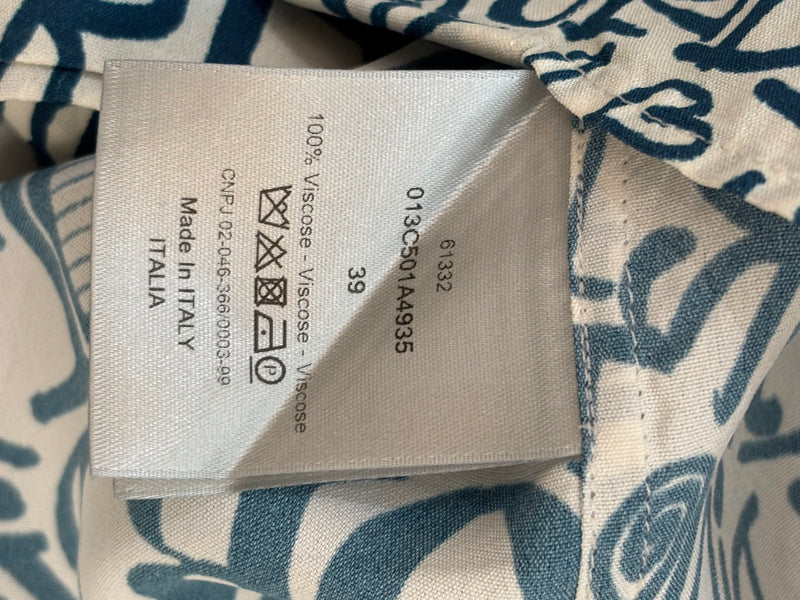 61332
013C501A4935
39
100% Viscose - Viscose - Viscose
P
CNPJ 02-046-366/0003-99
Made In ITALY
ITALIA